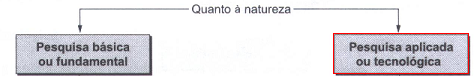 Quanto à natureza
Pesquisa básica
ou fundamental
Pesquisa aplicada
ou tecnológica